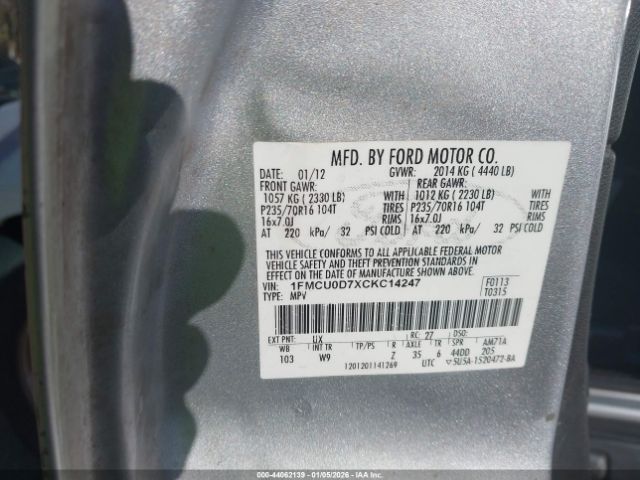 MFD. BY FORD MOTOR CO.
DATE: 01/12 GVWR: 2014 KG ( 4440 LB)
FRONT GAWR: REAR GAWR:
1057 KG ( 2330 LB) WITH 1012 KG ( 2230 LB) WITH
P235/70R16 104T TIRES P235/70R16 104T TIRES
16x7.0J RIMS 16x7.0J RIMS
AT 220 kPa/ 32 PSI COLD AT 220 kPa/ 32 PSI COLD
THIS VEHICLE CONFORMS TO ALL APPLICABLE FEDERAL MOTOR
VEHICLE SAFETY AND THEFT PREVENTION STANDARDS IN
EFFECT ON THE DATE OF MANUFACTURE SHOWN ABOVE.
VIN: 1FMCU0D7XCKC14247 F0113
TYPE: MPV T0315
EXT PNT: UX RC: 27 DSO:
WB INT TR TP/PS R AXLE TR SPR AM71A
103 W9 Z 35 6 44DD 205
1201201141269 UTC ▽5U5A-1520472-BA
000-44062139 - 01/05/2026 - IAA Inc.